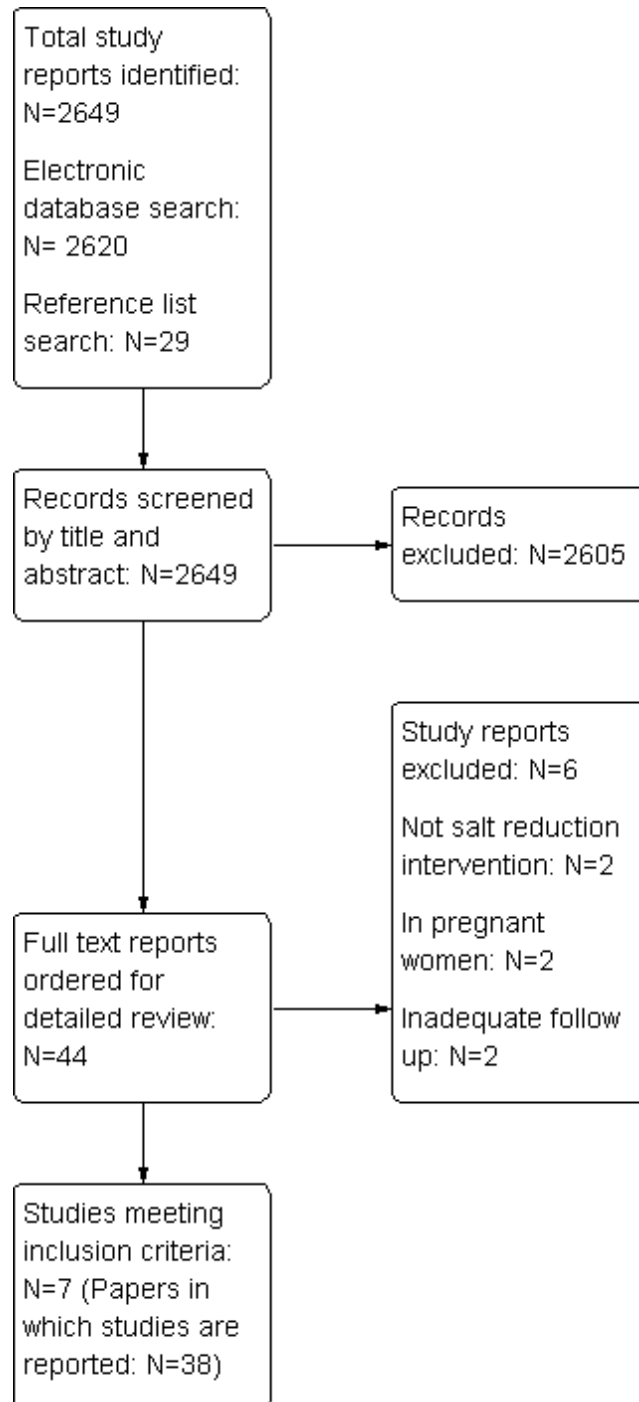 Total study
reports identified:
N=2649
Electronic
database search:
N= 2620
Reference list
search: N=29
Records screened
by title and
abstract: N=2649
Records
excluded: N=2605
Study reports
excluded: N=6
Not salt reduction
intervention: N=2
In pregnant
women: N=2
Inadequate follow
up: N=2
Full text reports
ordered for
detailed review:
N=44
Studies meeting
inclusion criteria:
N=7 (Papers in
which studies are
reported: N=38)